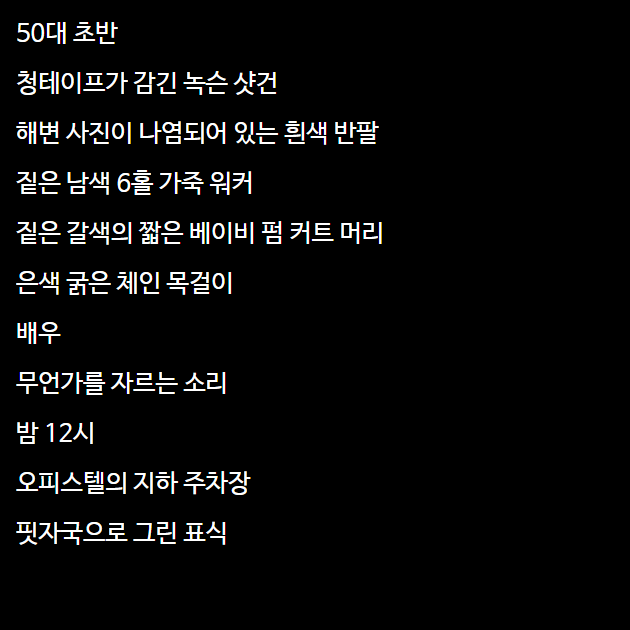 50대 초반
청테이프가 감긴 녹슨 샷건
해변 사진이 나염되어 있는 흰색 반팔
짙은 남색 6홀 가죽 워커
짙은 갈색의 짧은 베이비 펌 커트 머리
은색 굵은 체인 목걸이
배우
무언가를 자르는 소리
밤 12시
오피스텔의 지하 주차장
핏자국으로 그린 표식